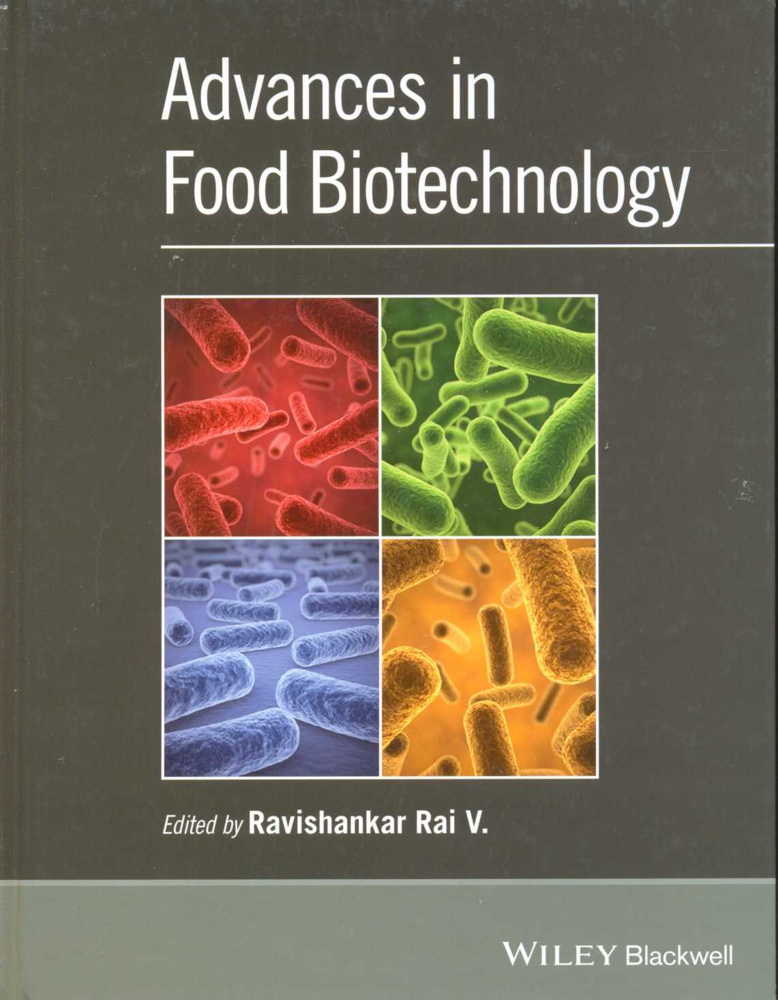 Advances in
Food Biotechnology
Edited by Ravishankar Rai V.
WILEY Blackwell